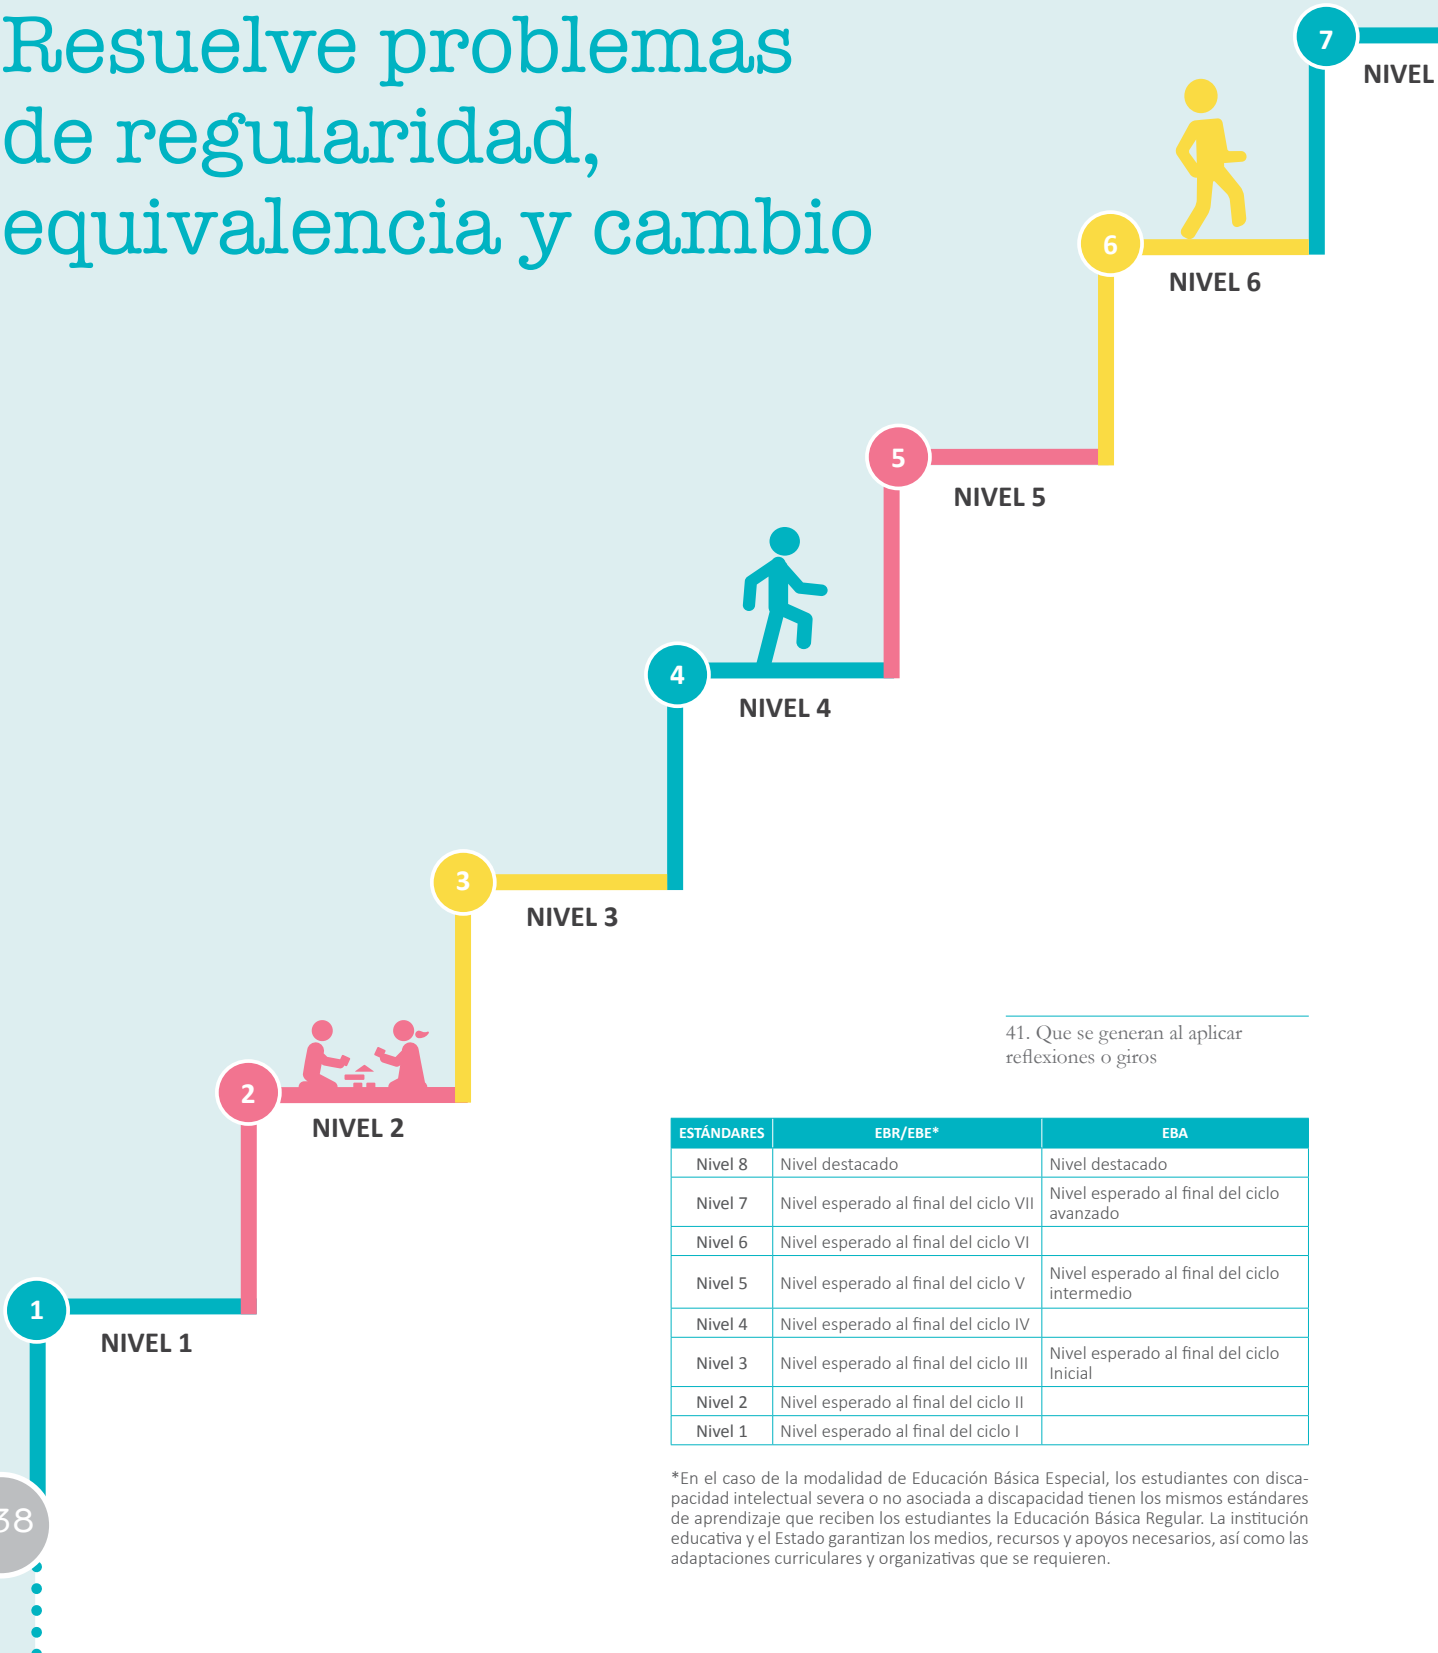 Resuelve problemas
de regularidad,
equivalencia y cambio
7
NIVEL
6
NIVEL 6
5
NIVEL 5
4
NIVEL 4
3
NIVEL 3
2
NIVEL 2
1
NIVEL 1
41. Que se generan al aplicar
reflexiones o giros
ESTÁNDARES EBR/EBE* EBA
Nivel 8 Nivel destacado Nivel destacado
Nivel 7 Nivel esperado al final del ciclo VII Nivel esperado al final del ciclo
avanzado
Nivel 6 Nivel esperado al final del ciclo VI
Nivel 5 Nivel esperado al final del ciclo V Nivel esperado al final del ciclo
intermedio
Nivel 4 Nivel esperado al final del ciclo IV
Nivel 3 Nivel esperado al final del ciclo III Nivel esperado al final del ciclo
Inicial
Nivel 2 Nivel esperado al final del ciclo II
Nivel 1 Nivel esperado al final del ciclo I
*En el caso de la modalidad de Educación Básica Especial, los estudiantes con disca-
pacidad intelectual severa o no asociada a discapacidad tienen los mismos estándares
de aprendizaje que reciben los estudiantes la Educación Básica Regular. La institución
educativa y el Estado garantizan los medios, recursos y apoyos necesarios, así como las
adaptaciones curriculares y organizativas que se requieren.